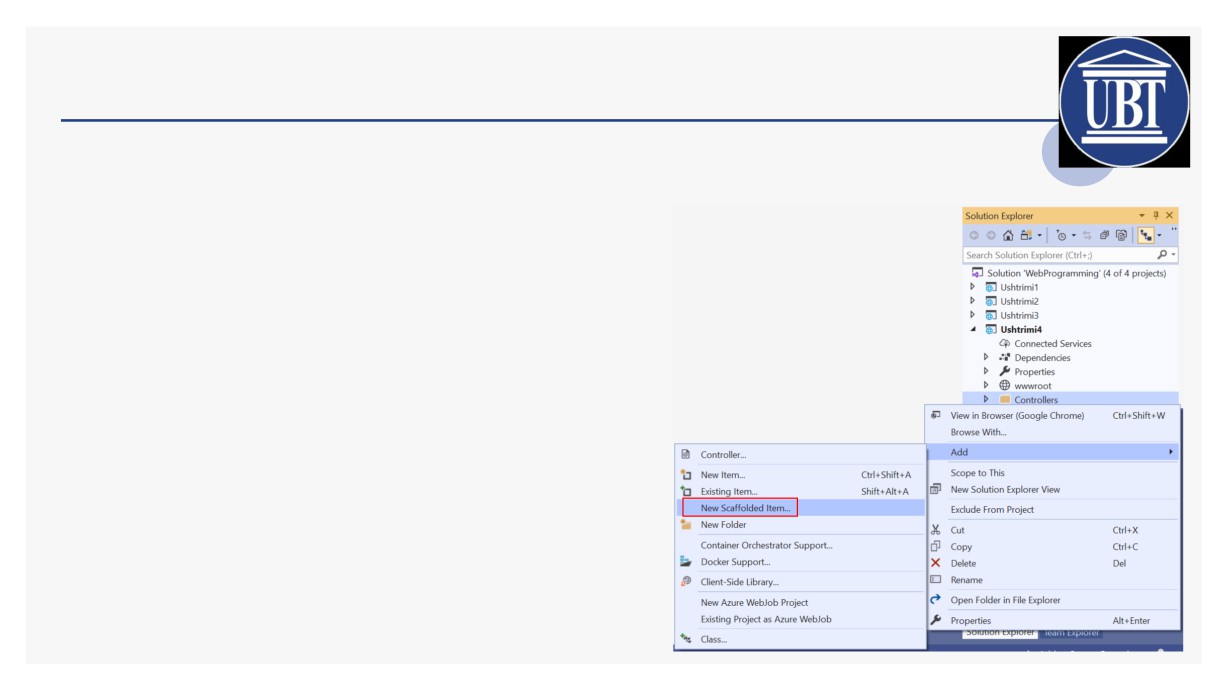 UBT
Solution Explorer
Search Solution Explorer (Ctrl+;)
Solution 'WebProgramming' (4 of 4 projects)
Ushtrimi1
Ushtrimi2
Ushtrimi3
Ushtrimi4
Connected Services
Dependencies
Properties
wwwroot
Controllers
View in Browser (Google Chrome) Ctrl+Shift+W
Browse With...
Add
Scope to This
New Solution Explorer View
Exclude From Project
Cut Ctrl+X
Copy Ctrl+C
Delete Del
Rename
Open Folder in File Explorer
Properties Alt+Enter
Controller...
New Item... Ctrl+Shift+A
Existing Item... Shift+Alt+A
New Scaffolded Item...
New Folder
Container Orchestrator Support...
Docker Support...
Client-Side Library...
New Azure WebJob Project
Existing Project as Azure WebJob
Class...
Solution Explorer Team Explorer